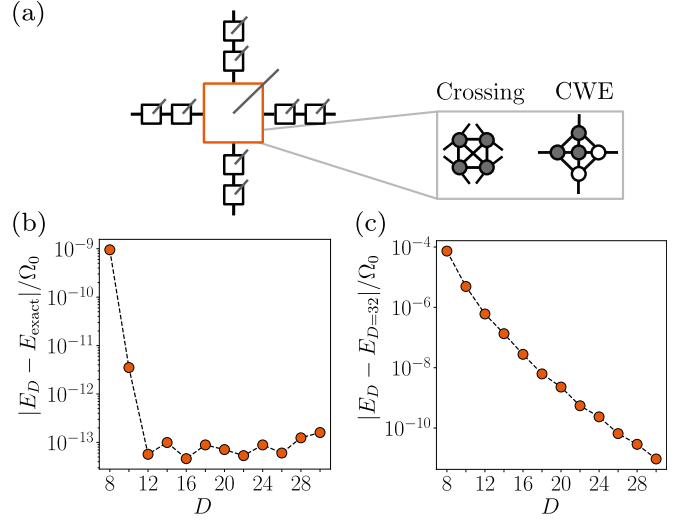 (a)
Crossing CWE
(b)
|E_D − E_exact|/Ω_0
10^−9
10^−10
10^−11
10^−12
10^−13
8 12 16 20 24 28
D
(c)
|E_D − E_{D=32}|/Ω_0
10^−4
10^−6
10^−8
10^−10
8 12 16 20 24 28
D